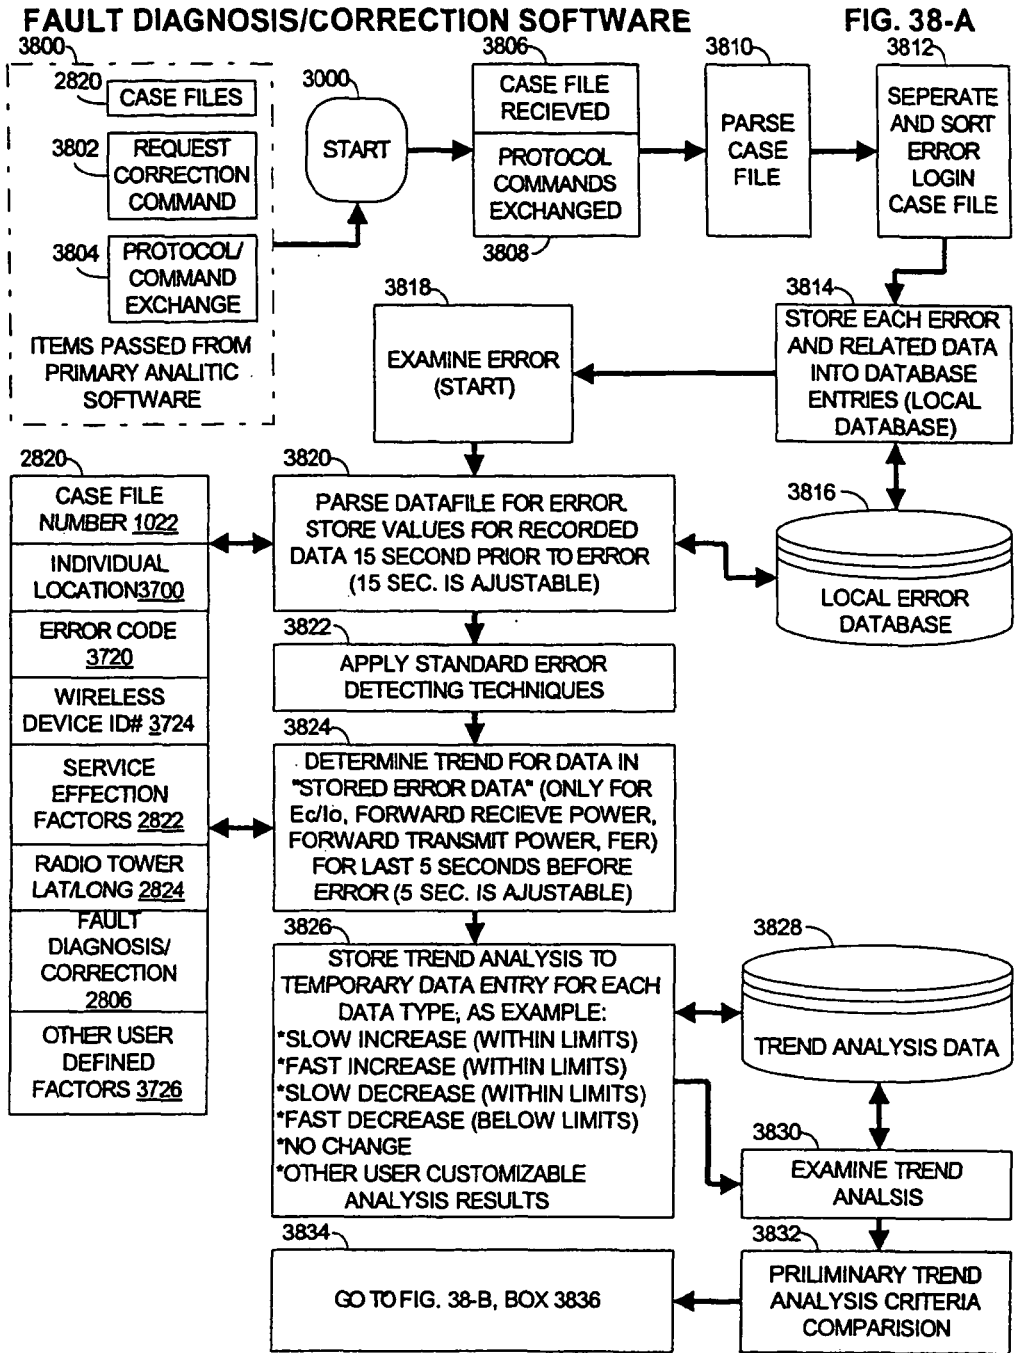 FAULT DIAGNOSIS/CORRECTION SOFTWARE
FIG. 38-A
3800
2820
CASE FILES
3802
REQUEST
CORRECTION
COMMAND
3804
PROTOCOL/
COMMAND
EXCHANGE
ITEMS PASSED FROM
PRIMARY ANALITIC
SOFTWARE
3000
START
3806
CASE FILE
RECIEVED
PROTOCOL
COMMANDS
EXCHANGED
3808
3810
PARSE
CASE
FILE
3812
SEPERATE
AND SORT
ERROR
LOGIN
CASE FILE
3814
STORE EACH ERROR
AND RELATED DATA
INTO DATABASE
ENTRIES (LOCAL
DATABASE)
3816
LOCAL ERROR
DATABASE
3818
EXAMINE ERROR
(START)
2820
CASE FILE
NUMBER 1022
INDIVIDUAL
LOCATION3700
ERROR CODE
3720
WIRELESS
DEVICE ID# 3724
SERVICE
EFFECTION
FACTORS 2822
RADIO TOWER
LAT/LONG 2824
FAULT
DIAGNOSIS/
CORRECTION
2806
OTHER USER
DEFINED
FACTORS 3726
3820
PARSE DATAFILE FOR ERROR.
STORE VALUES FOR RECORDED
DATA 15 SECOND PRIOR TO ERROR
(15 SEC. IS AJUSTABLE)
3822
APPLY STANDARD ERROR
DETECTING TECHNIQUES
3824
DETERMINE TREND FOR DATA IN
"STORED ERROR DATA" (ONLY FOR
Ec/Io, FORWARD RECIEVE POWER,
FORWARD TRANSMIT POWER, FER)
FOR LAST 5 SECONDS BEFORE
ERROR (5 SEC. IS AJUSTABLE)
3826
STORE TREND ANALYSIS TO
TEMPORARY DATA ENTRY FOR EACH
DATA TYPE; AS EXAMPLE:
*SLOW INCREASE (WITHIN LIMITS)
*FAST INCREASE (WITHIN LIMITS)
*SLOW DECREASE (WITHIN LIMITS)
*FAST DECREASE (BELOW LIMITS)
*NO CHANGE
*OTHER USER CUSTOMIZABLE
ANALYSIS RESULTS
3828
TREND ANALYSIS DATA
3830
EXAMINE TREND
ANALSIS
3832
PRILIMINARY TREND
ANALYSIS CRITERIA
COMPARISION
3834
GO TO FIG. 38-B, BOX 3836